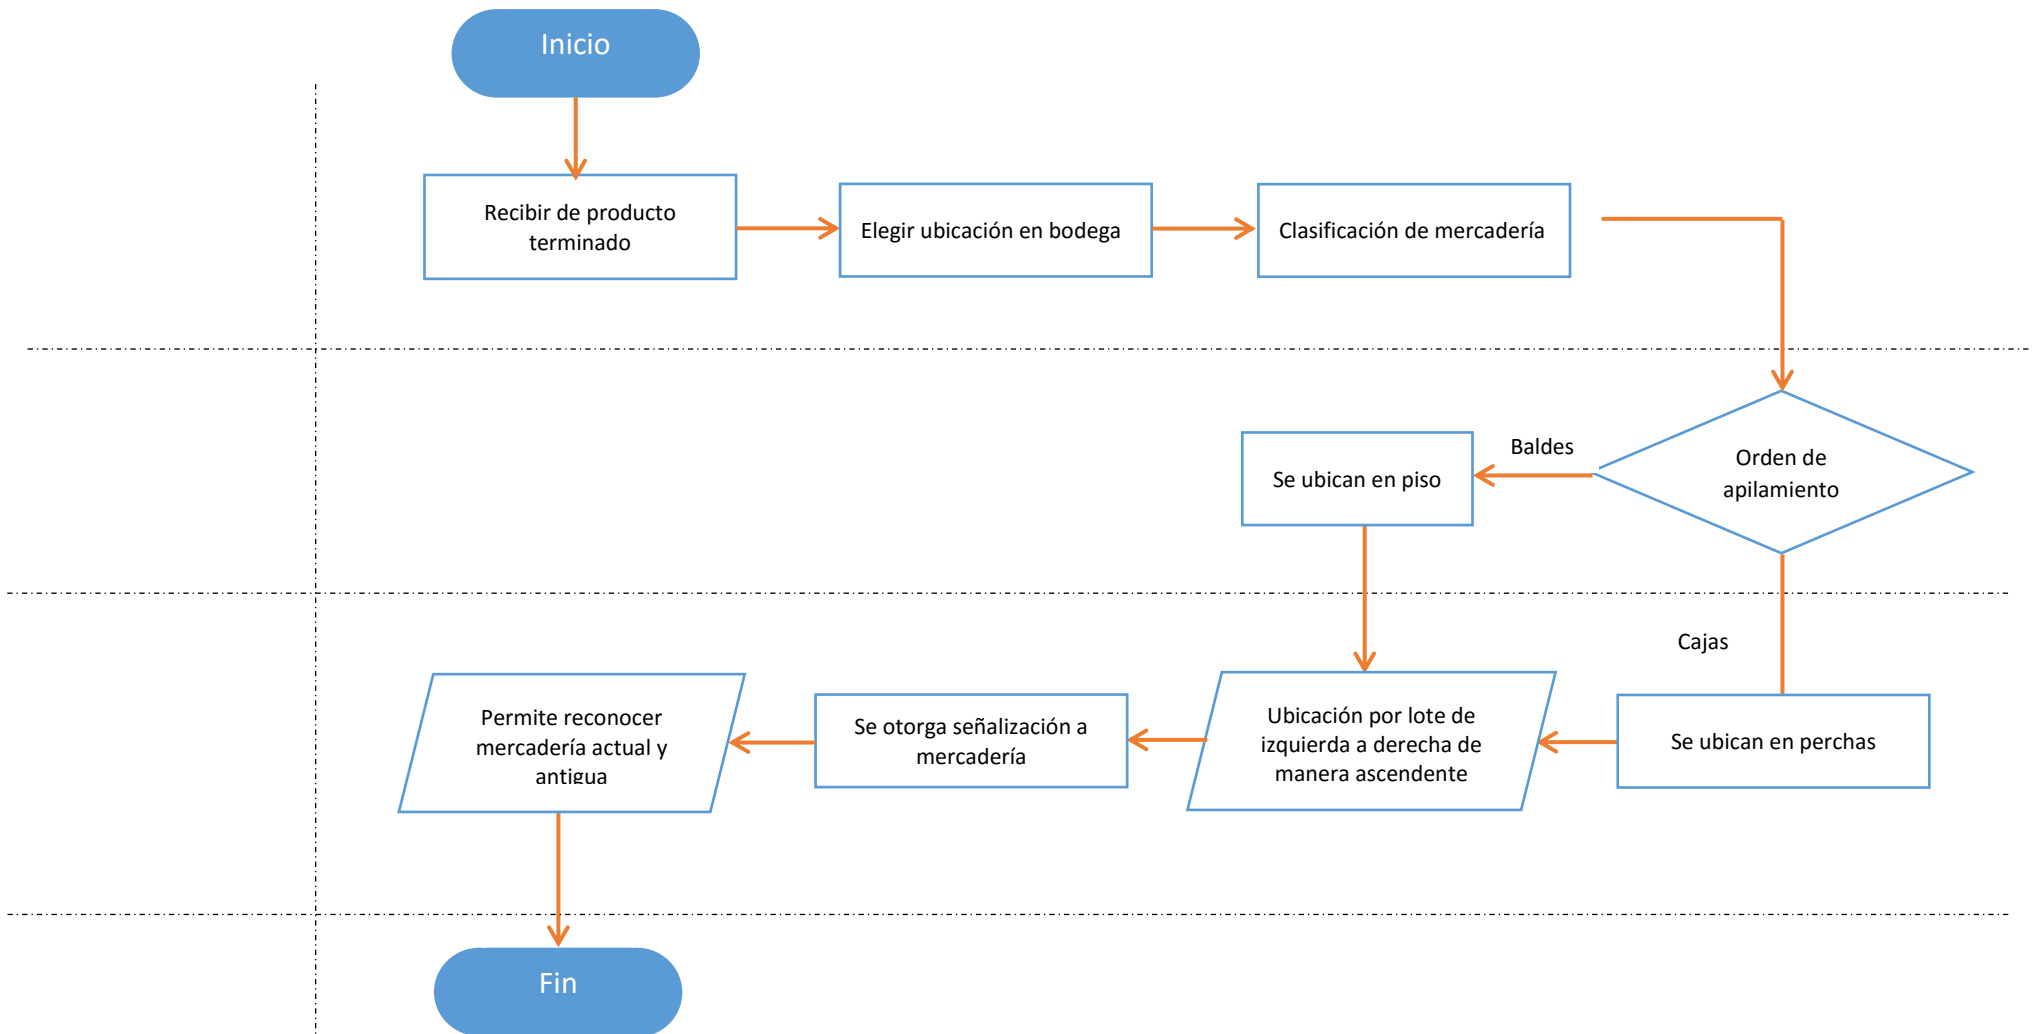 Inicio
Recibir de producto
terminado
Elegir ubicación en bodega
Clasificación de mercadería
Orden de
apilamiento
Baldes
Se ubican en piso
Cajas
Se ubican en perchas
Ubicación por lote de
izquierda a derecha de
manera ascendente
Se otorga señalización a
mercadería
Permite reconocer
mercadería actual y
antigua
Fin